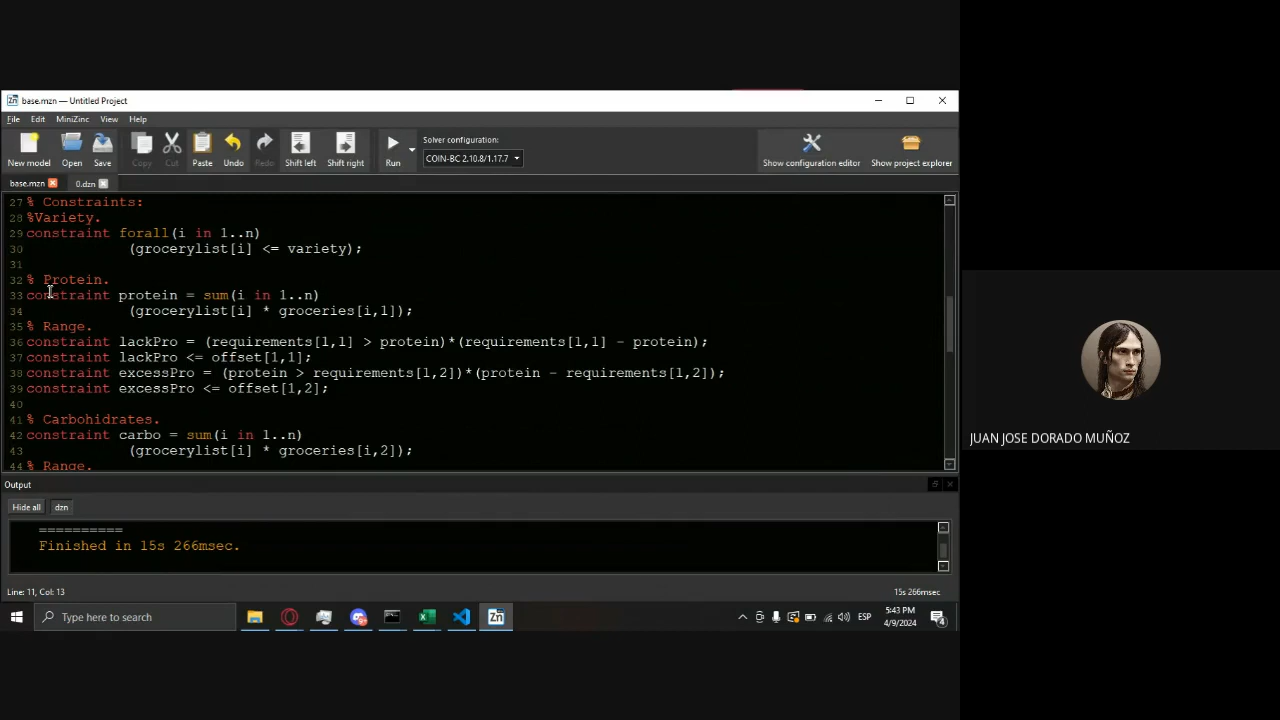 base.mzn — Untitled Project
File Edit MiniZinc View Help
Solver configuration:
New model Open Save Copy Cut Paste Undo Redo Shift left Shift right Run COIN-BC 2.10.8/1.17.7 Show configuration editor Show project explorer
base.mzn 0.dzn
27 % Constraints:
28 %Variety.
29 constraint forall(i in 1..n)
30 (grocerylist[i] <= variety);
31
32 % Protein.
33 constraint protein = sum(i in 1..n)
34 (grocerylist[i] * groceries[i,1]);
35 % Range.
36 constraint lackPro = (requirements[1,1] > protein)*(requirements[1,1] - protein);
37 constraint lackPro <= offset[1,1];
38 constraint excessPro = (protein > requirements[1,2])*(protein - requirements[1,2]);
39 constraint excessPro <= offset[1,2];
40
41 % Carbohidrates.
42 constraint carbo = sum(i in 1..n)
43 (grocerylist[i] * groceries[i,2]);
44 % Range.
Output
Hide all dzn
==========
Finished in 15s 266msec.
Line: 11, Col: 13 15s 266msec
Type here to search
ESP
5:43 PM
4/9/2024
4
JUAN JOSE DORADO MUÑOZ